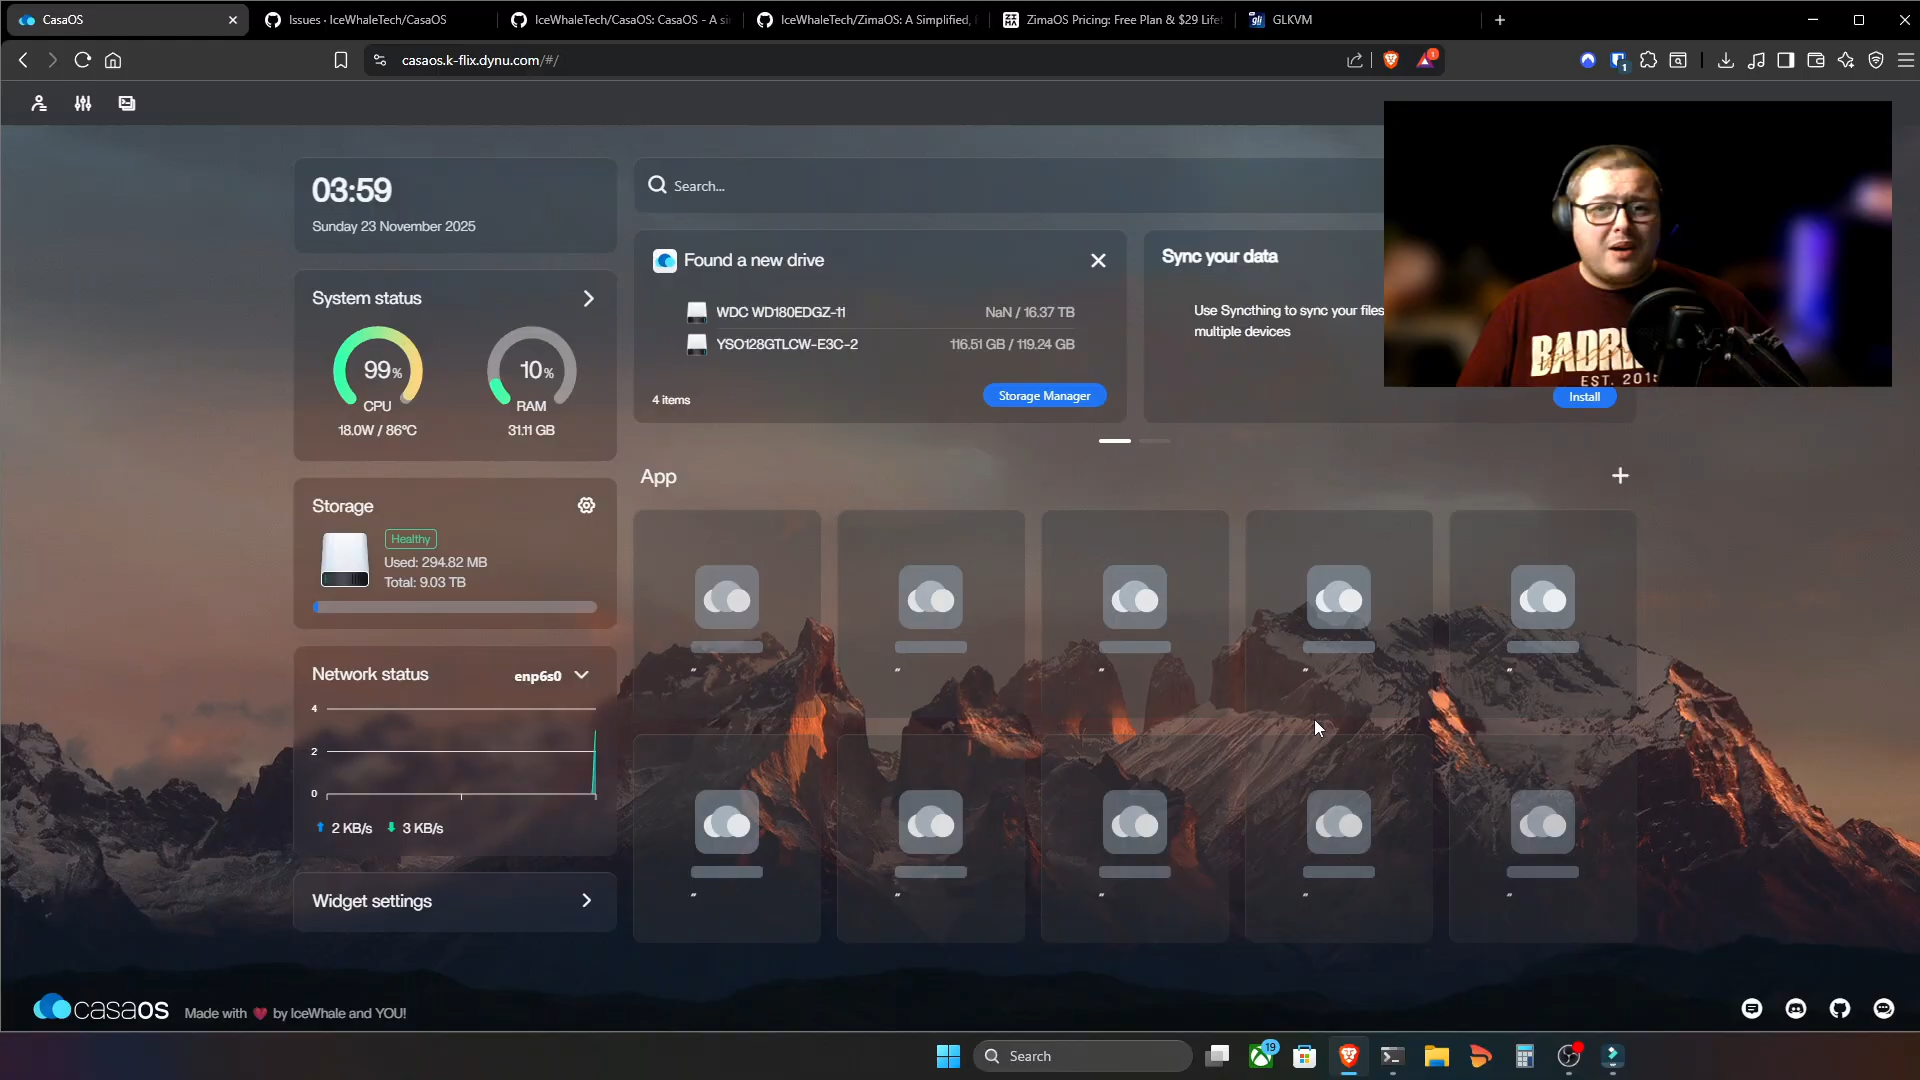 CasaOS
Issues · IceWhaleTech/CasaOS
IceWhaleTech/CasaOS: CasaOS - A si
IceWhaleTech/ZimaOS: A Simplified,
ZimaOS Pricing: Free Plan & $29 Lifet
gli
GLKVM
casaos.k-flix.dynu.com/#/
1
1
03:59
Sunday 23 November 2025
Search...
System status
99%
CPU
18.0W / 86°C
10%
RAM
31.11 GB
Found a new drive
WDC WD180EDGZ-11
NaN / 16.37 TB
YSO128GTLCW-E3C-2
116.51 GB / 119.24 GB
4 items
Storage Manager
Sync your data
Use Syncthing to sync your files
multiple devices
Install
EST. 201
App
Storage
Healthy
Used: 294.82 MB
Total: 9.03 TB
Network status
enp6s0
4
2
0
2 KB/s
3 KB/s
Widget settings
casaos
Made with ❤ by IceWhale and YOU!
Search
19